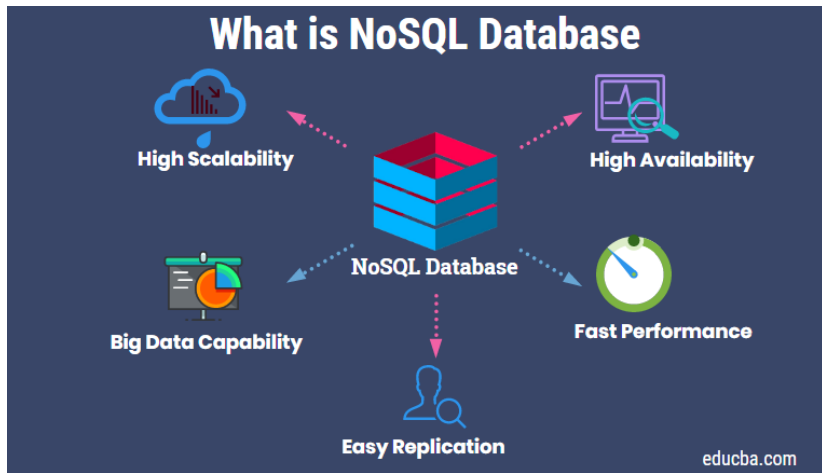 What is NoSQL Database
High Scalability
High Availability
NoSQL Database
Big Data Capability
Fast Performance
Easy Replication
educba.com